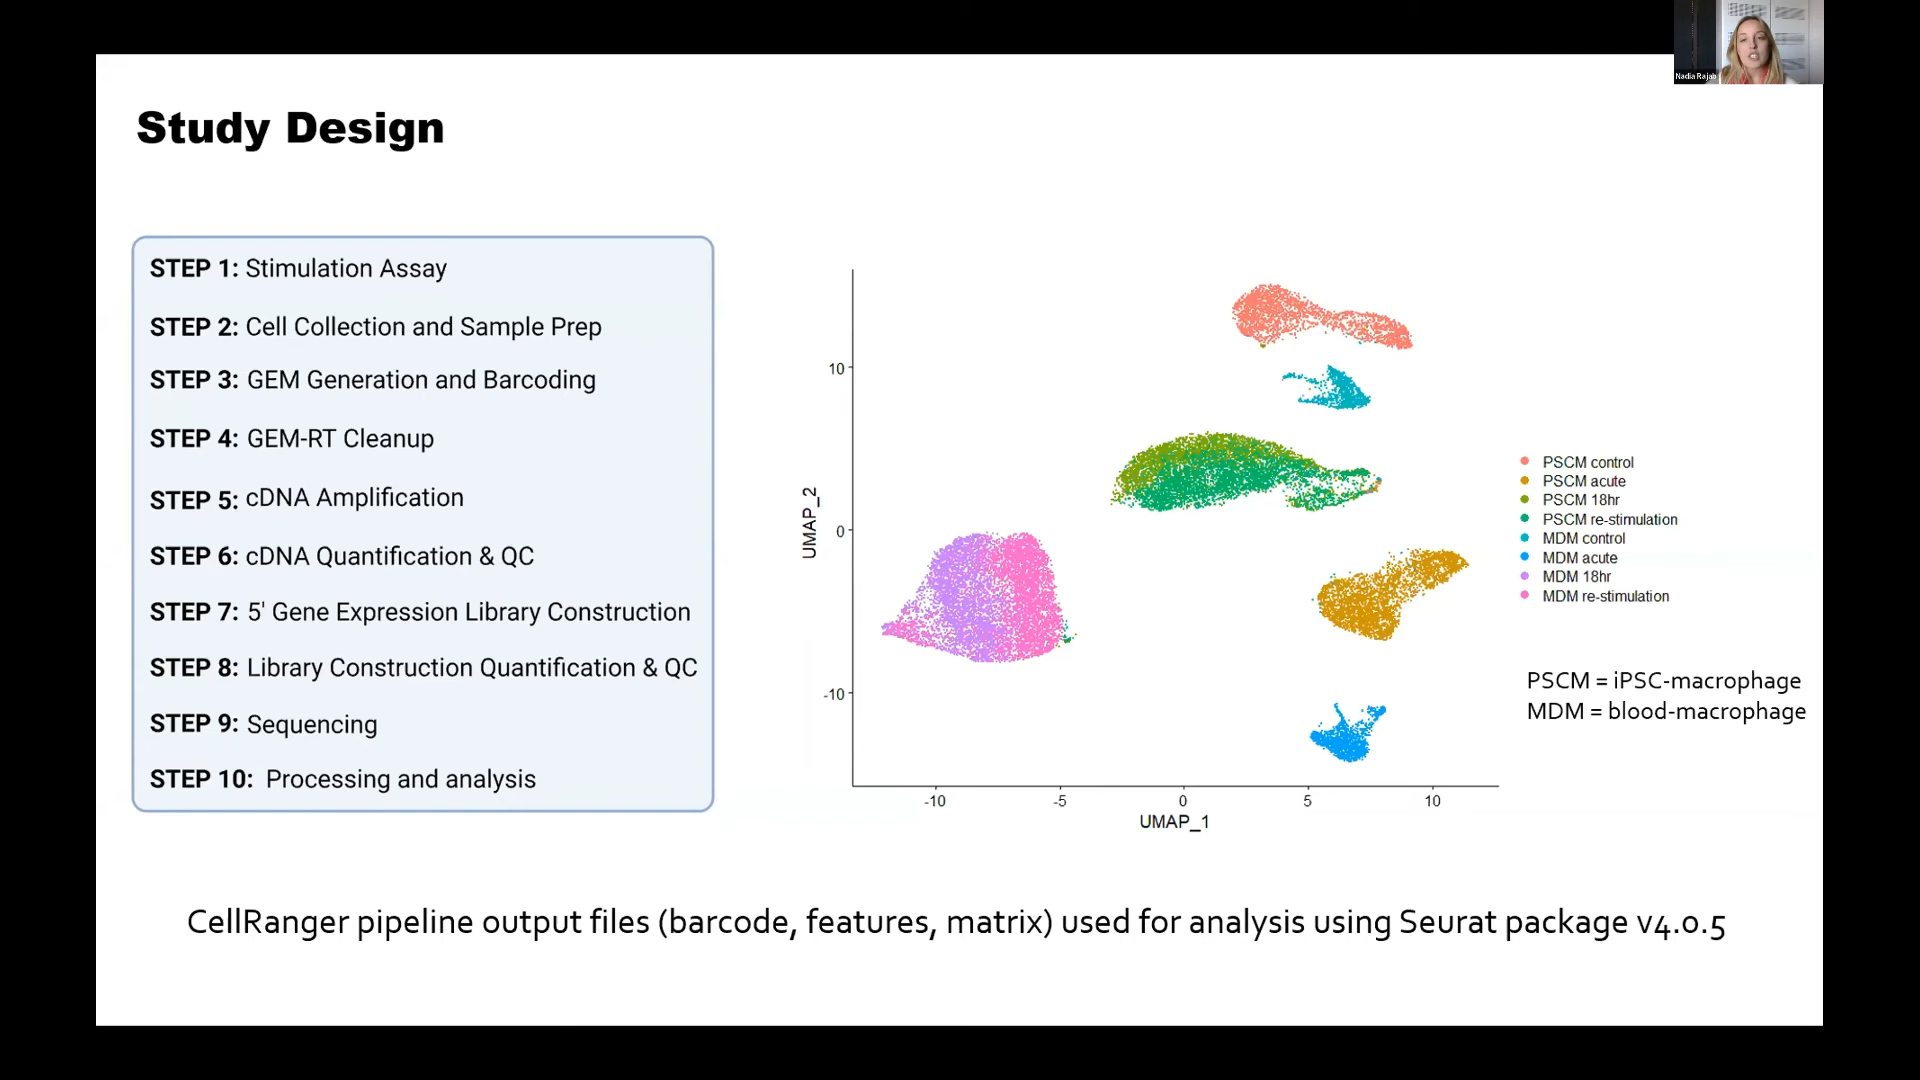 Nadia Rajab
Study Design
STEP 1: Stimulation Assay
STEP 2: Cell Collection and Sample Prep
STEP 3: GEM Generation and Barcoding
STEP 4: GEM-RT Cleanup
STEP 5: cDNA Amplification
STEP 6: cDNA Quantification & QC
STEP 7: 5' Gene Expression Library Construction
STEP 8: Library Construction Quantification & QC
STEP 9: Sequencing
STEP 10: Processing and analysis
10
0
-10
UMAP_2
-10 -5 0 5 10
UMAP_1
PSCM control
PSCM acute
PSCM 18hr
PSCM re-stimulation
MDM control
MDM acute
MDM 18hr
MDM re-stimulation
PSCM = iPSC-macrophage
MDM = blood-macrophage
CellRanger pipeline output files (barcode, features, matrix) used for analysis using Seurat package v4.0.5